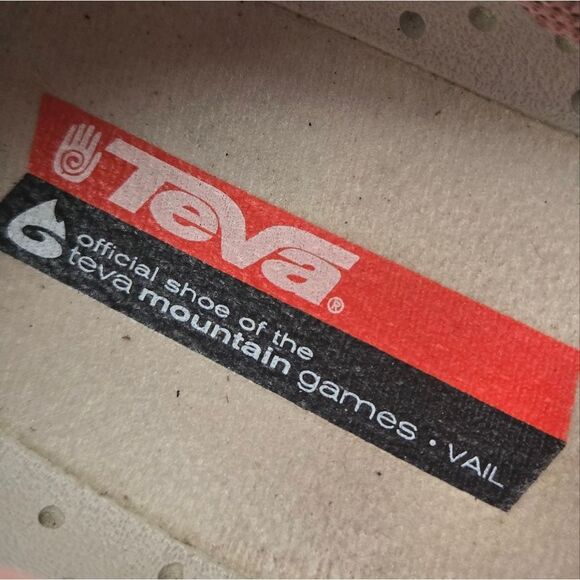 Teva®
official shoe of the
teva mountain games · VAIL